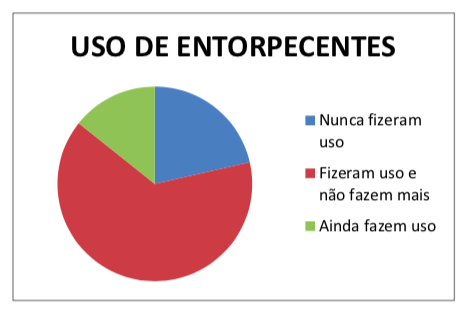 USO DE ENTORPECENTES
Nunca fizeram
uso
Fizeram uso e
não fazem mais
Ainda fazem uso